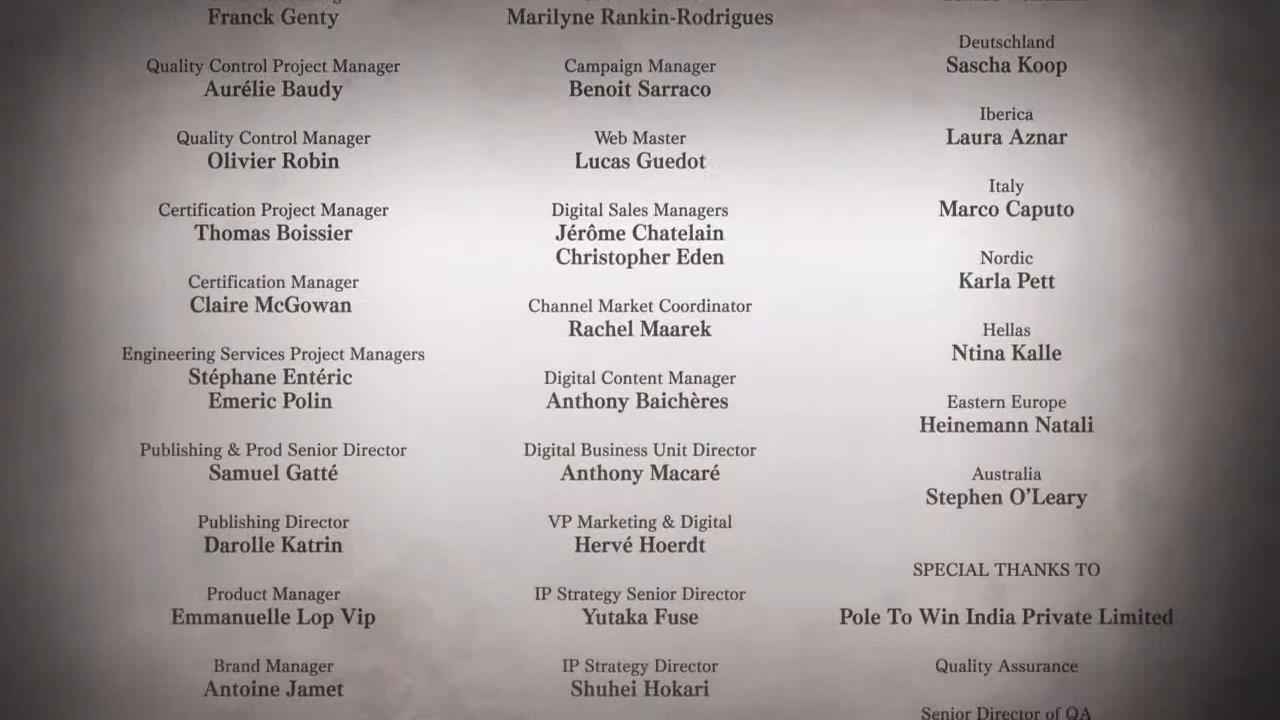 Franck Genty
Quality Control Project Manager
Aurélie Baudy
Quality Control Manager
Olivier Robin
Certification Project Manager
Thomas Boissier
Certification Manager
Claire McGowan
Engineering Services Project Managers
Stéphane Entéric
Emeric Polin
Publishing & Prod Senior Director
Samuel Gatté
Publishing Director
Darolle Katrin
Product Manager
Emmanuelle Lop Vip
Brand Manager
Antoine Jamet
Marilyne Rankin-Rodrigues
Campaign Manager
Benoit Sarraco
Web Master
Lucas Guedot
Digital Sales Managers
Jérôme Chatelain
Christopher Eden
Channel Market Coordinator
Rachel Maarek
Digital Content Manager
Anthony Baichères
Digital Business Unit Director
Anthony Macaré
VP Marketing & Digital
Hervé Hoerdt
IP Strategy Senior Director
Yutaka Fuse
IP Strategy Director
Shuhei Hokari
Deutschland
Sascha Koop
Iberica
Laura Aznar
Italy
Marco Caputo
Nordic
Karla Pett
Hellas
Ntina Kalle
Eastern Europe
Heinemann Natali
Australia
Stephen O’Leary
SPECIAL THANKS TO
Pole To Win India Private Limited
Quality Assurance
Senior Director of QA